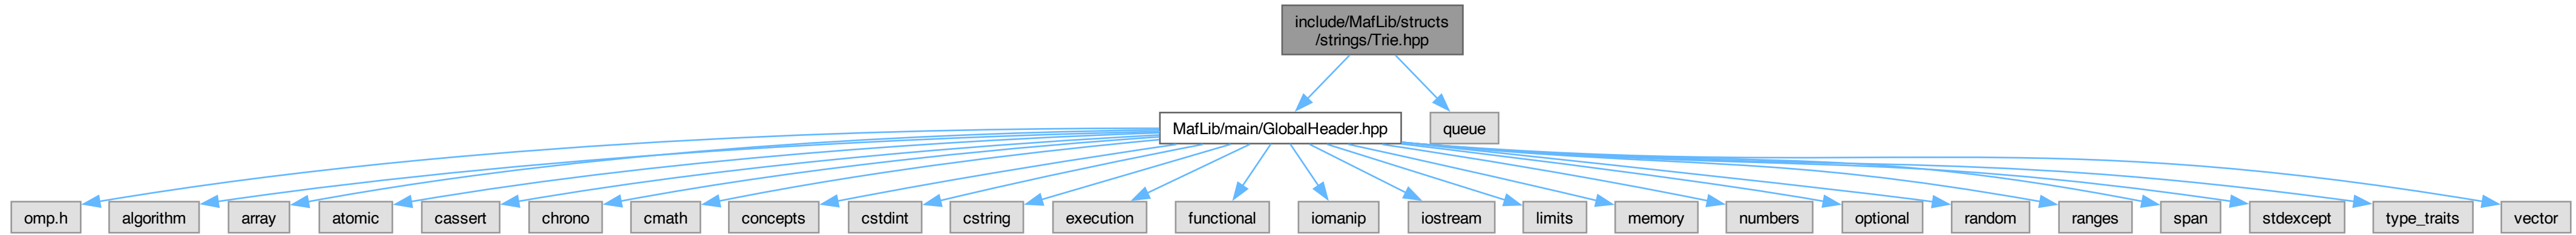 include/MafLib/structs
/strings/Trie.hpp
MafLib/main/GlobalHeader.hpp
queue
omp.h
algorithm
array
atomic
cassert
chrono
cmath
concepts
cstdint
cstring
execution
functional
iomanip
iostream
limits
memory
numbers
optional
random
ranges
span
stdexcept
type_traits
vector